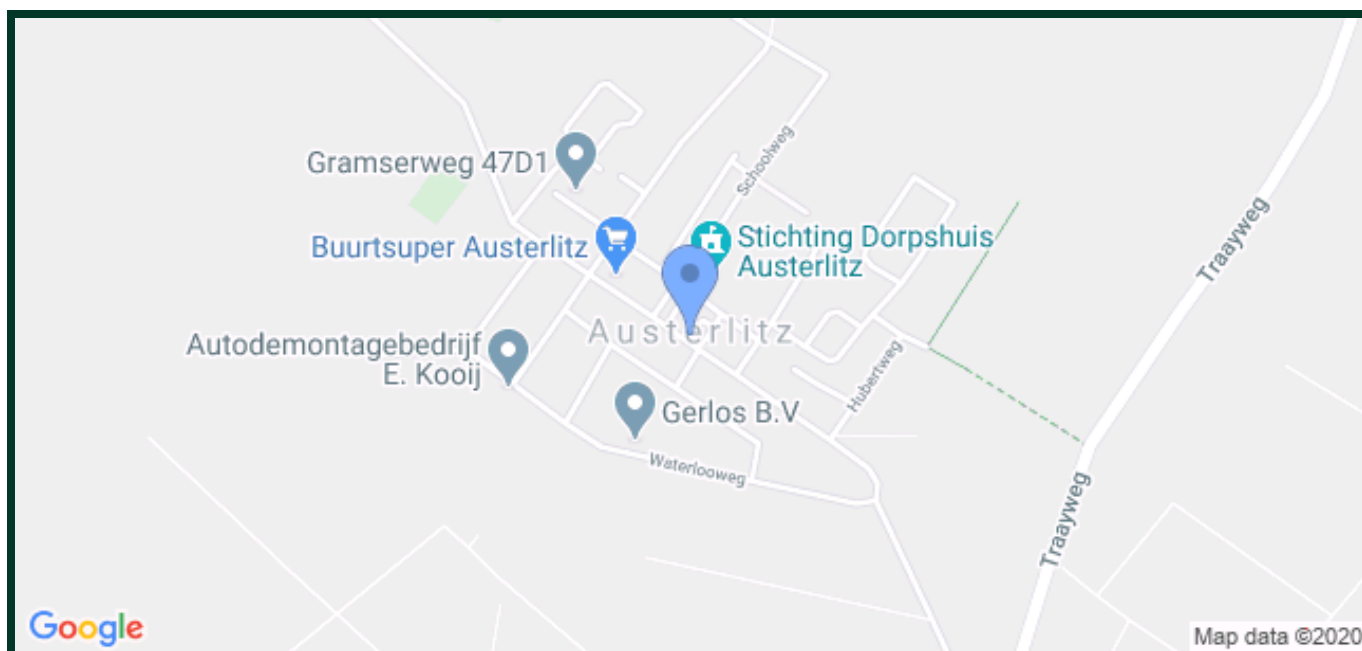 Gramserweg 47D1
Schoolweg
Traayweg
Buurtsuper Austerlitz
Stichting Dorpshuis
Austerlitz
Austerlitz
Autodemontagebedrijf
E. Kooij
Hubertweg
Gerlos B.V
Waterlooweg
Traayweg
Google
Map data ©2020